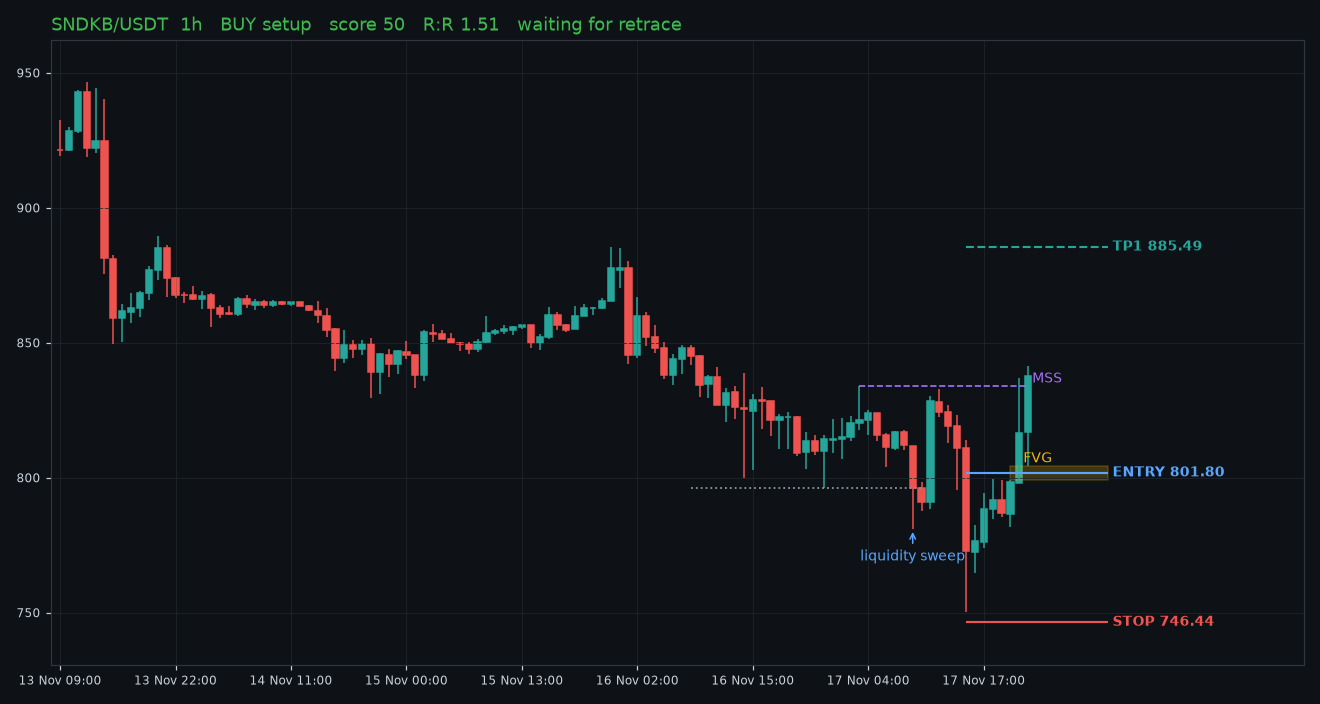 SNDKB/USDT 1h BUY setup score 50 R:R 1.51 waiting for retrace
950
900
TP1 885.49
850
MSS
FVG
800
ENTRY 801.80
liquidity sweep
750
STOP 746.44
13 Nov 09:00 13 Nov 22:00 14 Nov 11:00 15 Nov 00:00 15 Nov 13:00 16 Nov 02:00 16 Nov 15:00 17 Nov 04:00 17 Nov 17:00